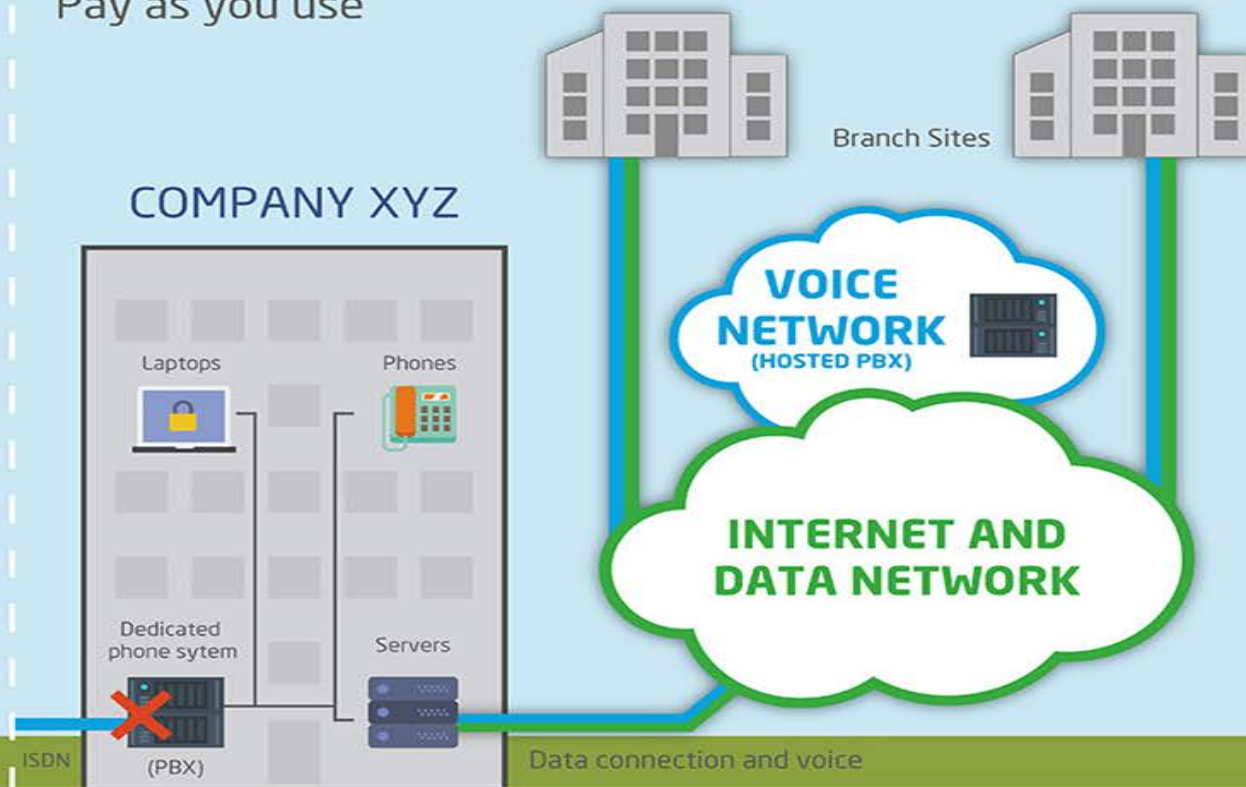 Pay as you use
Branch Sites
COMPANY XYZ
VOICE
NETWORK
(HOSTED PBX)
Laptops
Phones
INTERNET AND
DATA NETWORK
Dedicated
phone sytem
Servers
ISDN
(PBX)
Data connection and voice